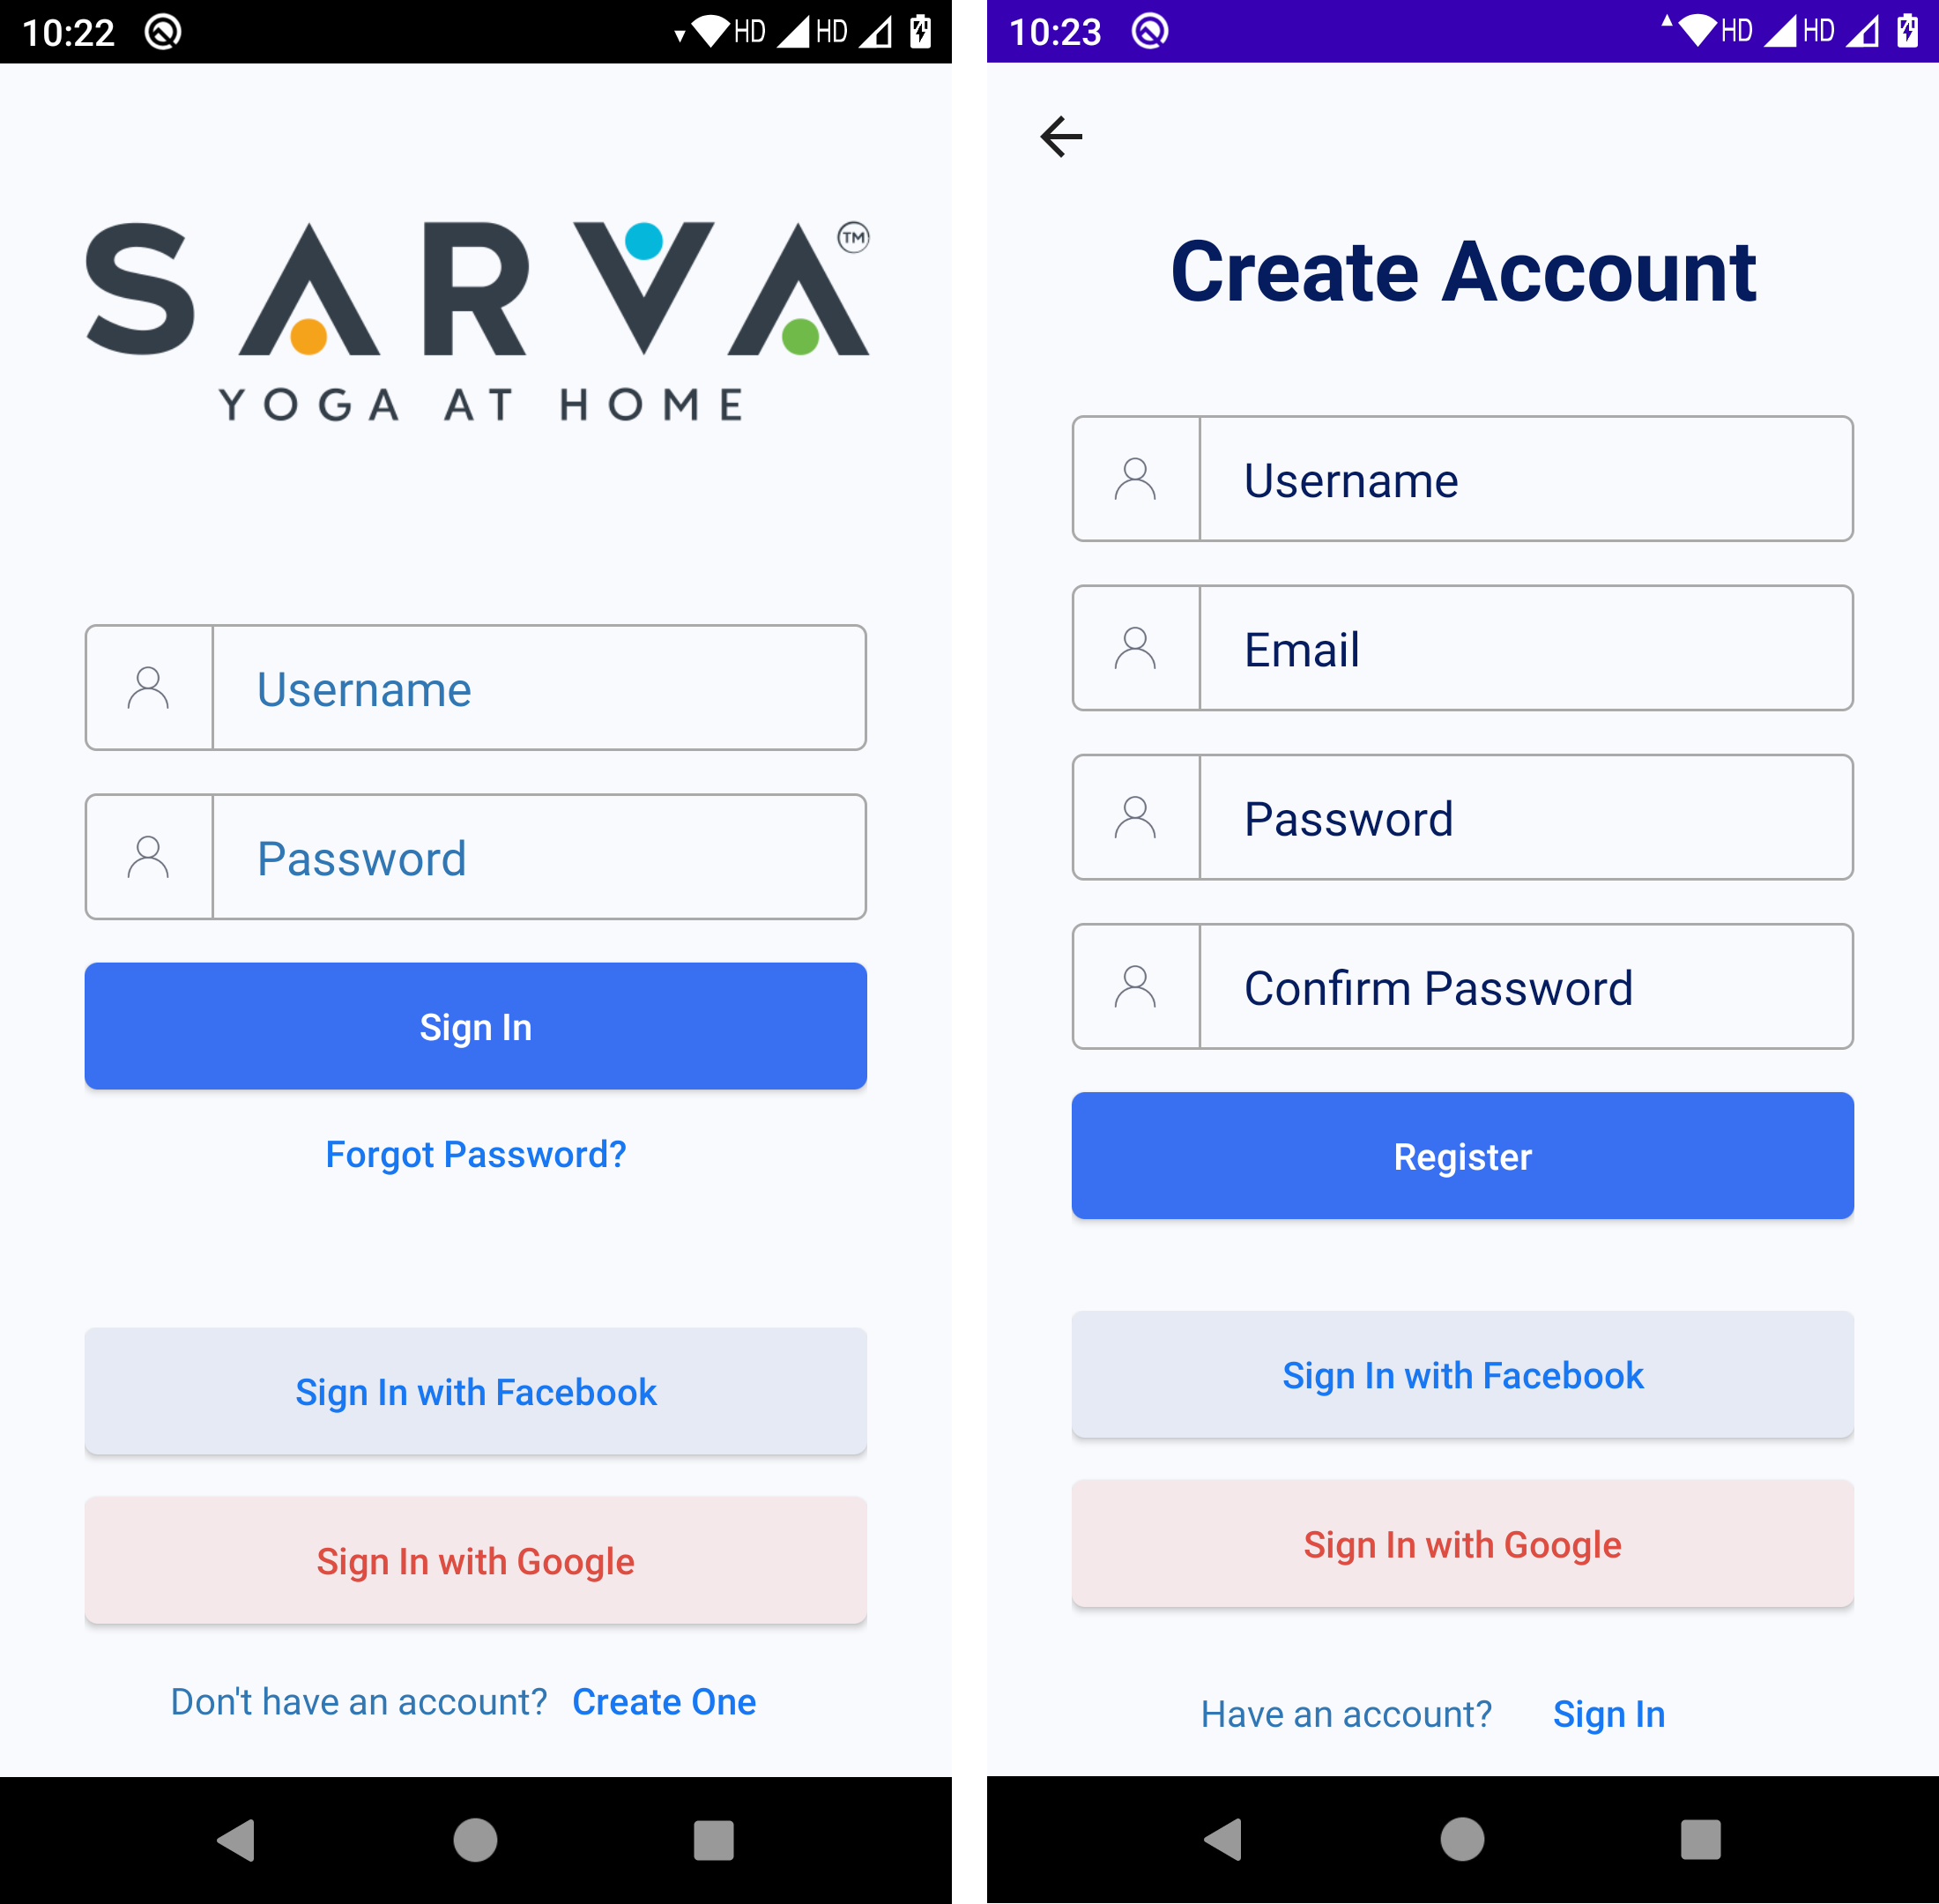 10:22
HD HD
SARVA TM
YOGA AT HOME
Username
Password
Sign In
Forgot Password?
Sign In with Facebook
Sign In with Google
Don't have an account? Create One
10:23
HD HD
Create Account
Username
Email
Password
Confirm Password
Register
Sign In with Facebook
Sign In with Google
Have an account? Sign In